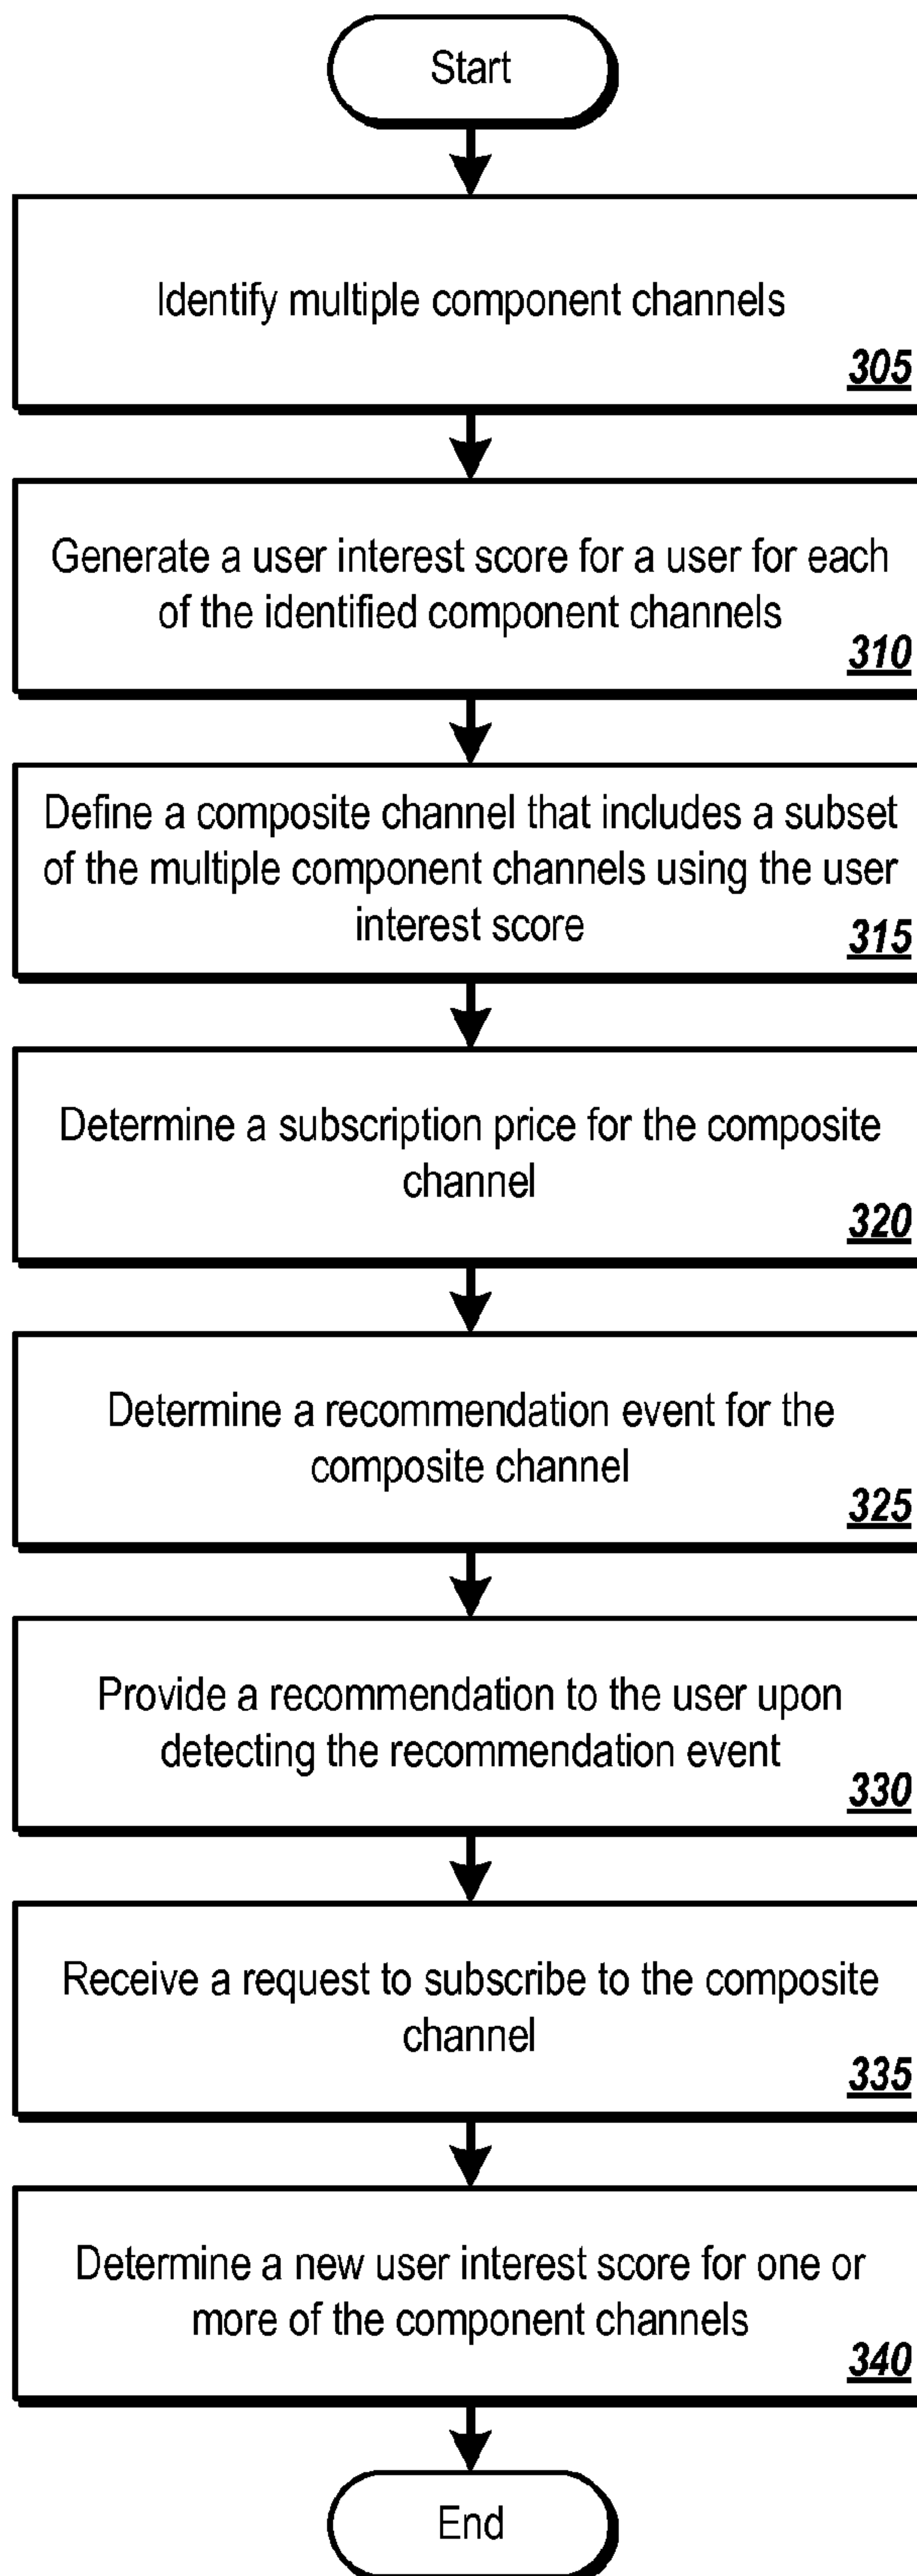 Start
Identify multiple component channels
305
Generate a user interest score for a user for each
of the identified component channels
310
Define a composite channel that includes a subset
of the multiple component channels using the user
interest score
315
Determine a subscription price for the composite
channel
320
Determine a recommendation event for the
composite channel
325
Provide a recommendation to the user upon
detecting the recommendation event
330
Receive a request to subscribe to the composite
channel
335
Determine a new user interest score for one or
more of the component channels
340
End